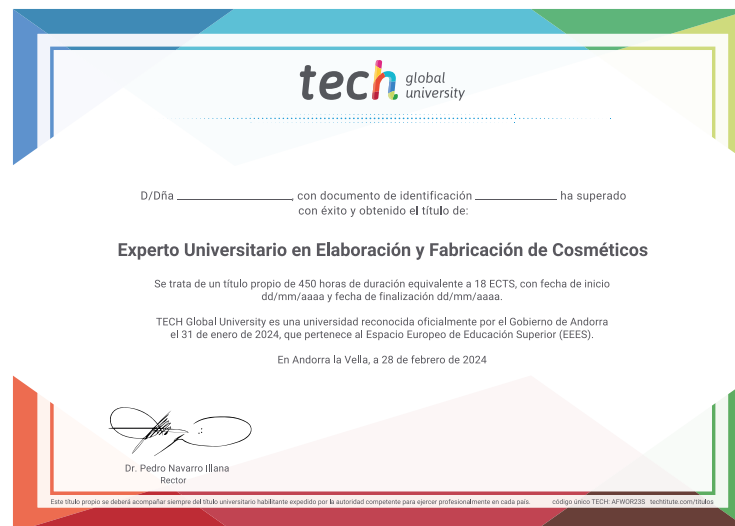 tech global university
D/Dña ____________, con documento de identificación ____________ ha superado
con éxito y obtenido el título de:
Experto Universitario en Elaboración y Fabricación de Cosméticos
Se trata de un título propio de 450 horas de duración equivalente a 18 ECTS, con fecha de inicio
dd/mm/aaaa y fecha de finalización dd/mm/aaaa.
TECH Global University es una universidad reconocida oficialmente por el Gobierno de Andorra
el 31 de enero de 2024, que pertenece al Espacio Europeo de Educación Superior (EEES).
En Andorra la Vella, a 28 de febrero de 2024
Dr. Pedro Navarro Illana
Rector
Este título propio se deberá acompañar siempre del título universitario habilitante expedido por la autoridad competente para ejercer profesionalmente en cada país. código único TECH: AFWOR23S techtitute.com/titulos